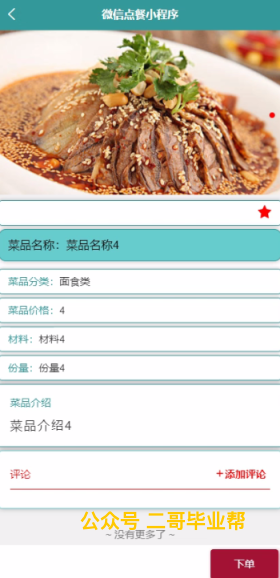 微信点餐小程序
菜品名称：菜品名称4
菜品分类：面食类
菜品价格：4
材料：材料4
份量：份量4
菜品介绍
菜品介绍4
评论 +添加评论
公众号 二哥毕业帮
~ 没有更多了 ~
下单